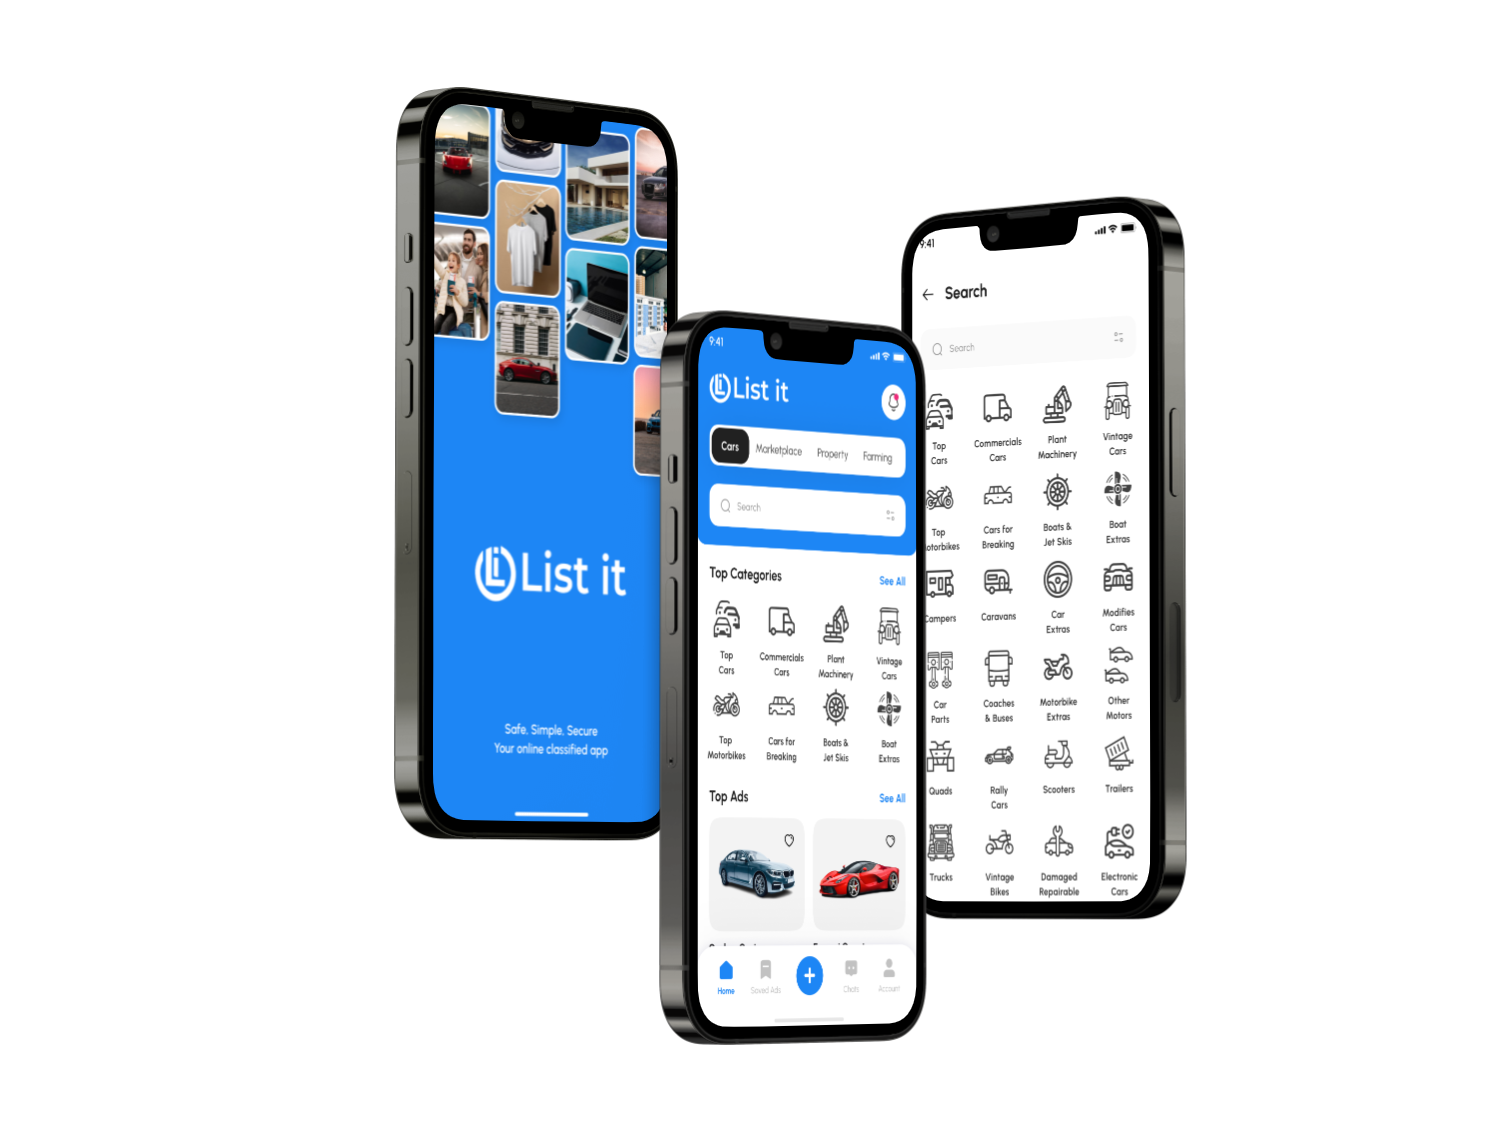 List it
Safe, Simple, Secure
Your online classified app
9:41
List it
Cars Marketplace Property Farming
Search
Top Categories See All
Top Cars
Commercials Cars
Plant Machinery
Vintage Cars
Top Motorbikes
Cars for Breaking
Boats & Jet Skis
Boat Extras
Top Ads See All
Home Saved Ads Chats Account
9:41
Search
Search
Top Cars
Commercials Cars
Plant Machinery
Vintage Cars
Top
Cars for Breaking
Boats & Jet Skis
Boat Extras
Caravans
Car Extras
Modifies Cars
Car Parts
Coaches & Buses
Motorbike Extras
Other Motors
Quads
Rally Cars
Scooters
Trailers
Trucks
Vintage Bikes
Damaged Repairable
Electronic Cars